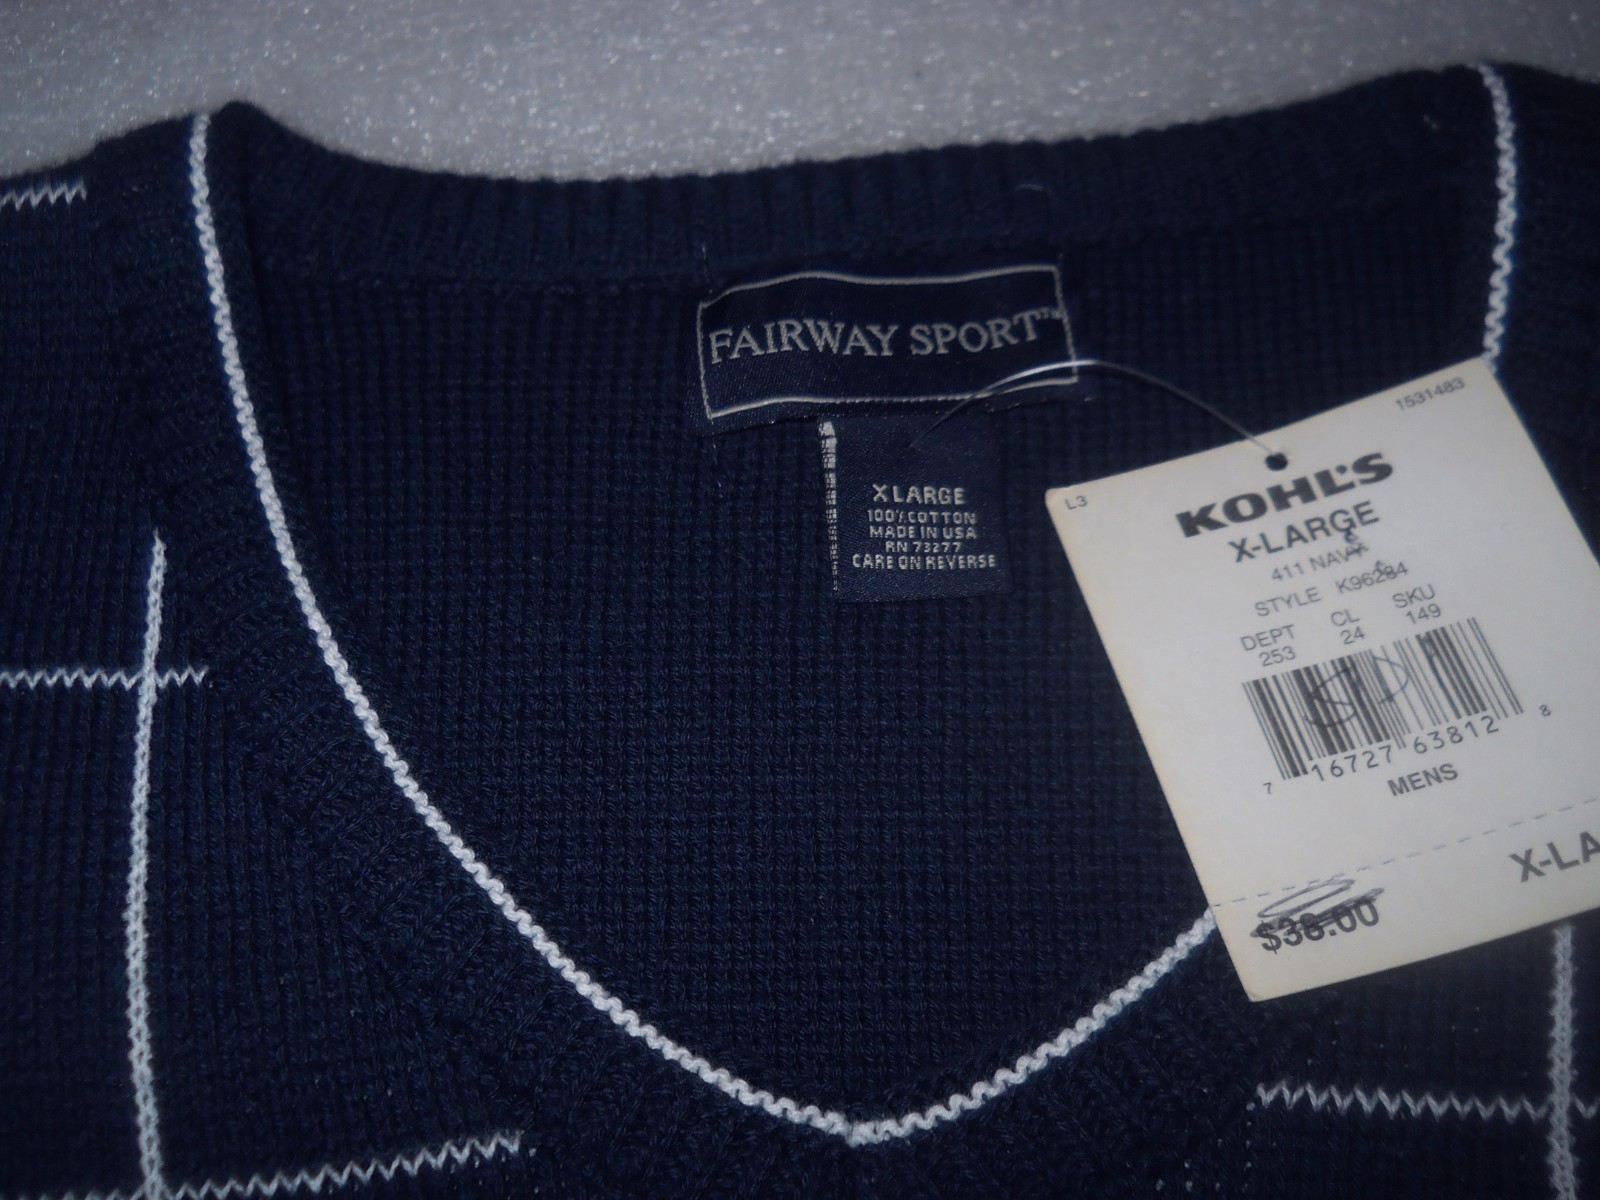 FAIRWAY SPORT™
X LARGE
100% COTTON
MADE IN USA
RN 73277
CARE ON REVERSE
1531483
L3
KOHL'S
X-LARGE
411 NAVY
STYLE K96284
DEPT CL SKU
253 24 149
7 16727 63812 8
MENS
X-LA
$38.00